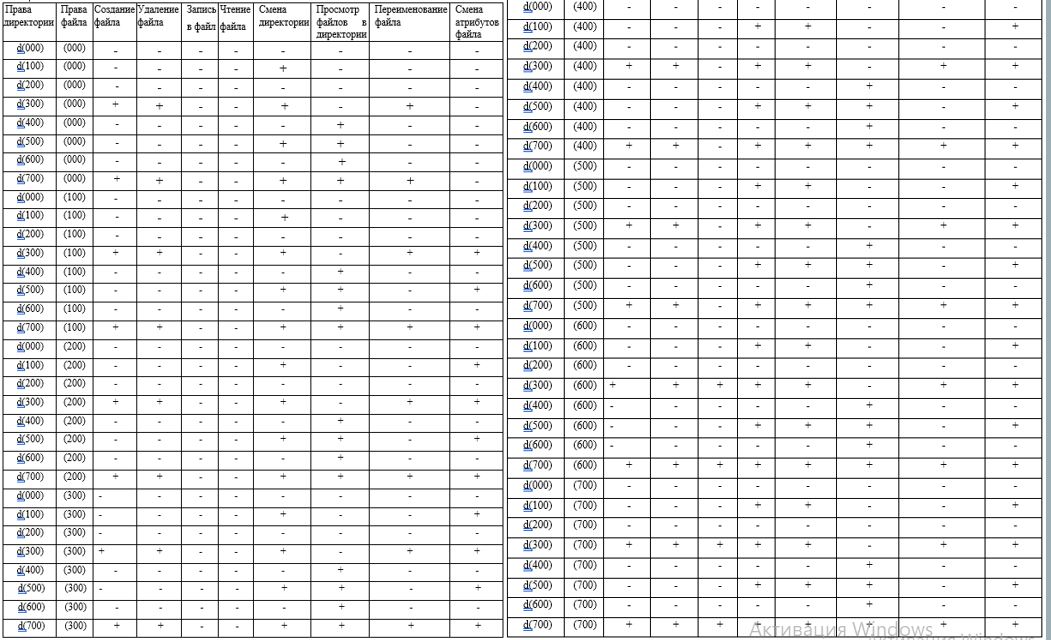 Права директории Права файла Создание файла Удаление файла Запись в файл Чтение файла Смена директории Просмотр файлов в директории Переименование файла Смена атрибутов файла
d(000) (000) - - - - - - - -
d(100) (000) - - - - + - - -
d(200) (000) - - - - - - - -
d(300) (000) + + - - + - + -
d(400) (000) - - - - - + - -
d(500) (000) - - - - + + - -
d(600) (000) - - - - - + - -
d(700) (000) + + - - + + + -
d(000) (100) - - - - - - - -
d(100) (100) - - - - + - - -
d(200) (100) - - - - - - - -
d(300) (100) + + - - + - + +
d(400) (100) - - - - - + - -
d(500) (100) - - - - + + - +
d(600) (100) - - - - - + - -
d(700) (100) + + - - + + + +
d(000) (200) - - - - - - - -
d(100) (200) - - - - + - - +
d(200) (200) - - - - - - - -
d(300) (200) + + - - + - + +
d(400) (200) - - - - - + - -
d(500) (200) - - - - + + - +
d(600) (200) - - - - - + - -
d(700) (200) + + - - + + + +
d(000) (300) - - - - - - - -
d(100) (300) - - - - + - - +
d(200) (300) - - - - - - - -
d(300) (300) + + - - + - + +
d(400) (300) - - - - - + - -
d(500) (300) - - - - + + - +
d(600) (300) - - - - - + - -
d(700) (300) + + - - + + + +
d(000) (400) - - - - - - - -
d(100) (400) - - - + + - - +
d(200) (400) - - - - - - - -
d(300) (400) + + - + + - + +
d(400) (400) - - - - - + - -
d(500) (400) - - - + + + - +
d(600) (400) - - - - - + - -
d(700) (400) + + - + + + + +
d(000) (500) - - - - - - - -
d(100) (500) - - - + + - - +
d(200) (500) - - - - - - - -
d(300) (500) + + - + + - + +
d(400) (500) - - - - - + - -
d(500) (500) - - - + + + - +
d(600) (500) - - - - - + - -
d(700) (500) + + - + + + + +
d(000) (600) - - - - - - - -
d(100) (600) - - - + + - - +
d(200) (600) - - - - - - - -
d(300) (600) + + + + + - + +
d(400) (600) - - - - - + - -
d(500) (600) - - - + + + - +
d(600) (600) - - - - - + - -
d(700) (600) + + + + + + + +
d(000) (700) - - - - - - - -
d(100) (700) - - - + + - - +
d(200) (700) - - - - - - - -
d(300) (700) + + + + + - + +
d(400) (700) - - - - - + - -
d(500) (700) - - - + + + - +
d(600) (700) - - - - - + - -
d(700) (700) + + + + + + + +
Активация Windows